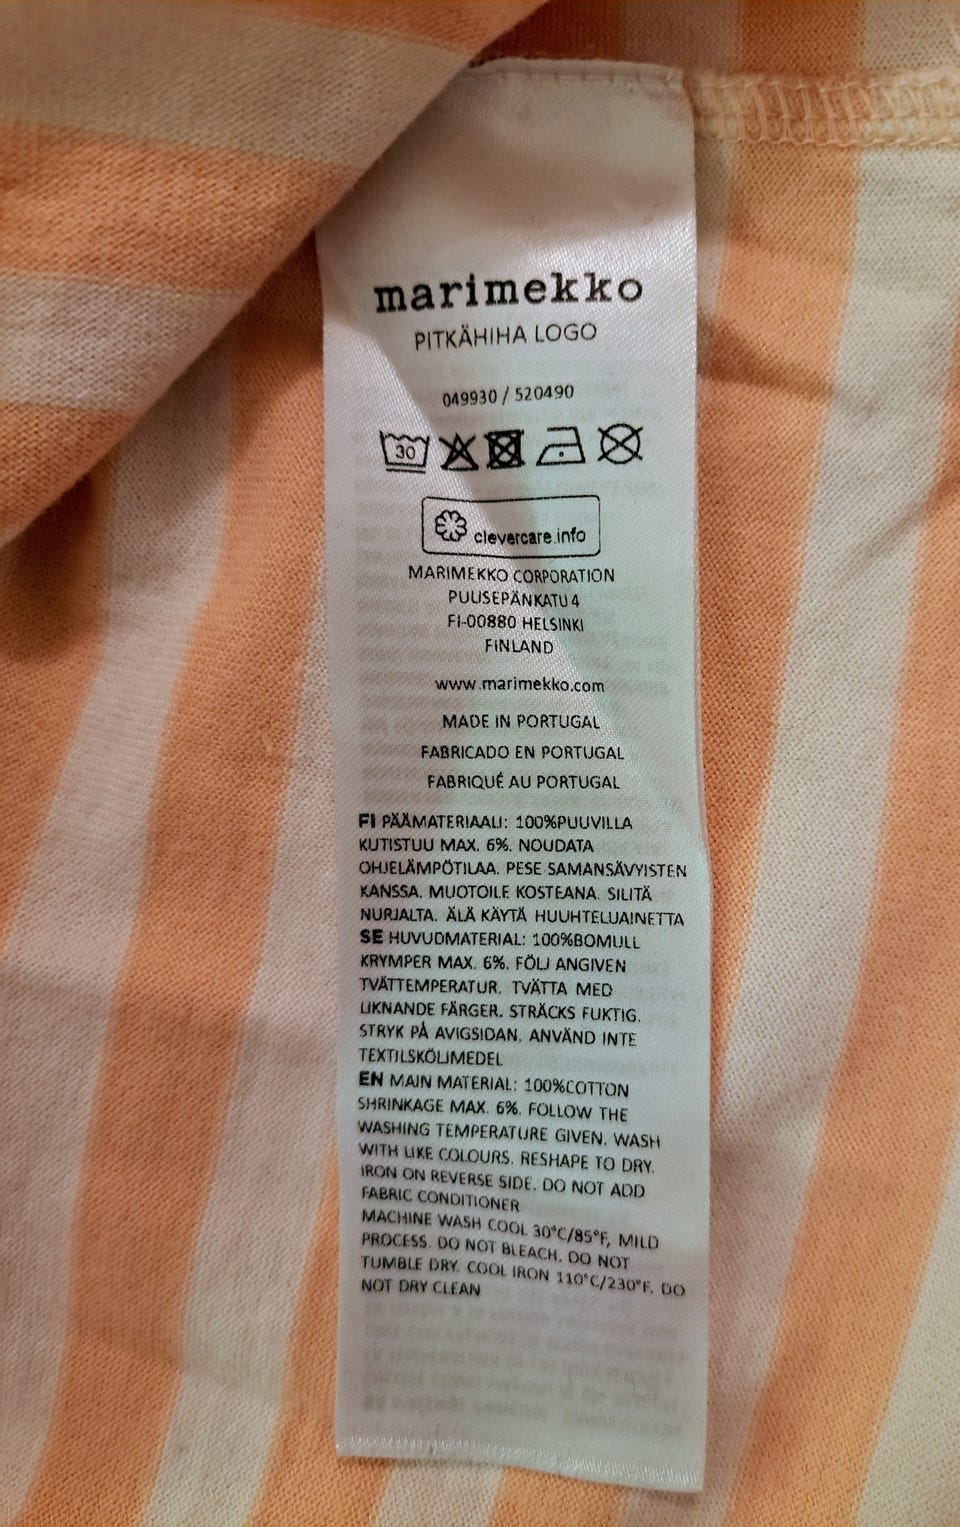 marimekko
PITKÄHIHA LOGO
049930 / 520490
30
clevercare.info
MARIMEKKO CORPORATION
PUUSEPÄNKATU 4
FI-00880 HELSINKI
FINLAND
www.marimekko.com
MADE IN PORTUGAL
FABRICADO EN PORTUGAL
FABRIQUÉ AU PORTUGAL
FI PÄÄMATERIAALI: 100%PUUVILLA
KUTISTUU MAX. 6%. NOUDATA
OHJELÄMPÖTILAA. PESE SAMANSÄVYISTEN
KANSSA. MUOTOILE KOSTEANA. SILITÄ
NURJALTA. ÄLÄ KÄYTÄ HUUHTELUAINETTA
SE HUVUDMATERIAL: 100%BOMULL
KRYMPER MAX. 6%. FÖLJ ANGIVEN
TVÄTTEMPERATUR. TVÄTTA MED
LIKNANDE FÄRGER. STRÄCKS FUKTIG.
STRYK PÅ AVIGSIDAN. ANVÄND INTE
TEXTILSKÖLJMEDEL
EN MAIN MATERIAL: 100%COTTON
SHRINKAGE MAX. 6%. FOLLOW THE
WASHING TEMPERATURE GIVEN. WASH
WITH LIKE COLOURS. RESHAPE TO DRY.
IRON ON REVERSE SIDE. DO NOT ADD
FABRIC CONDITIONER
MACHINE WASH COOL 30°C/85°F, MILD
PROCESS. DO NOT BLEACH. DO NOT
TUMBLE DRY. COOL IRON 110°C/230°F. DO
NOT DRY CLEAN